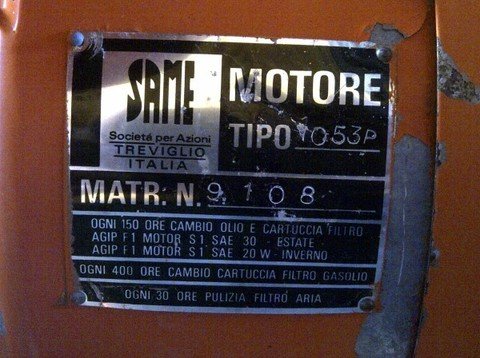 SAME
Società per Azioni
TREVIGLIO
ITALIA
MOTORE
TIPO 1053P
MATR. N. 9108
OGNI 150 ORE CAMBIO OLIO E CARTUCCIA FILTRO
AGIP F1 MOTOR S1 SAE 30 - ESTATE -
AGIP F1 MOTOR S1 SAE 20 W - INVERNO
OGNI 400 ORE CAMBIO CARTUCCIA FILTRO GASOLIO
OGNI 30 ORE PULIZIA FILTRO ARIA